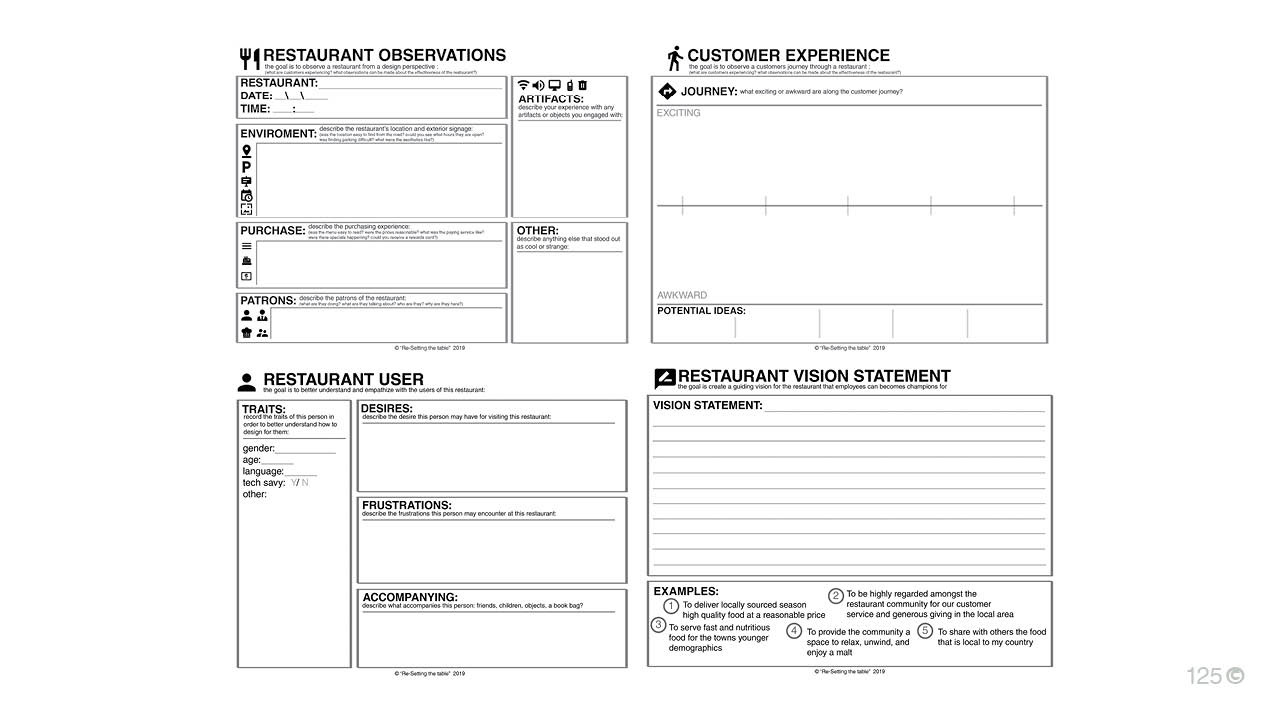 RESTAURANT OBSERVATIONS
the goal is to observe a restaurant from a design perspective :
(what are customers experiencing? what observations can be made about the effectiveness of the restaurant?)
RESTAURANT:
DATE: __\__\____
TIME: ___:___
ENVIROMENT: describe the restaurant's location and exterior signage:
(was the location easy to find from the road? could you see what hours they are open?
was finding parking difficult? what were the aesthetics like?)
P
PURCHASE: describe the purchasing experience:
(was the menu easy to read? were the prices reasonable? what was the paying service like?
were there specials happening? could you receive a rewards card?)
PATRONS: describe the patrons of the restaurant:
(what are they doing? what are they talking about? who are they? why are they here?)
ARTIFACTS:
describe your experience with any
artifacts or objects you engaged with:
OTHER:
describe anything else that stood out
as cool or strange:
© "Re-Setting the table" 2019
CUSTOMER EXPERIENCE
the goal is to observe a customers journey through a restaurant :
(what are customers experiencing? what observations can be made about the effectiveness of the restaurant?)
JOURNEY: what exciting or awkward are along the customer journey?
EXCITING
AWKWARD
POTENTIAL IDEAS:
© "Re-Setting the table" 2019
RESTAURANT USER
the goal is to better understand and empathize with the users of this restaurant:
TRAITS:
record the traits of this person in
order to better understand how to
design for them:
gender:
age:
language:
tech savy: Y/ N
other:
DESIRES:
describe the desire this person may have for visiting this restaurant:
FRUSTRATIONS:
describe the frustrations this person may encounter at this restaurant:
ACCOMPANYING:
describe what accompanies this person: friends, children, objects, a book bag?
© "Re-Setting the table" 2019
RESTAURANT VISION STATEMENT
the goal is create a guiding vision for the restaurant that employees can becomes champions for
VISION STATEMENT:
EXAMPLES:
1 To deliver locally sourced season
high quality food at a reasonable price
2 To be highly regarded amongst the
restaurant community for our customer
service and generous giving in the local area
3 To serve fast and nutritious
food for the towns younger
demographics
4 To provide the community a
space to relax, unwind, and
enjoy a malt
5 To share with others the food
that is local to my country
© "Re-Setting the table" 2019
125 ©